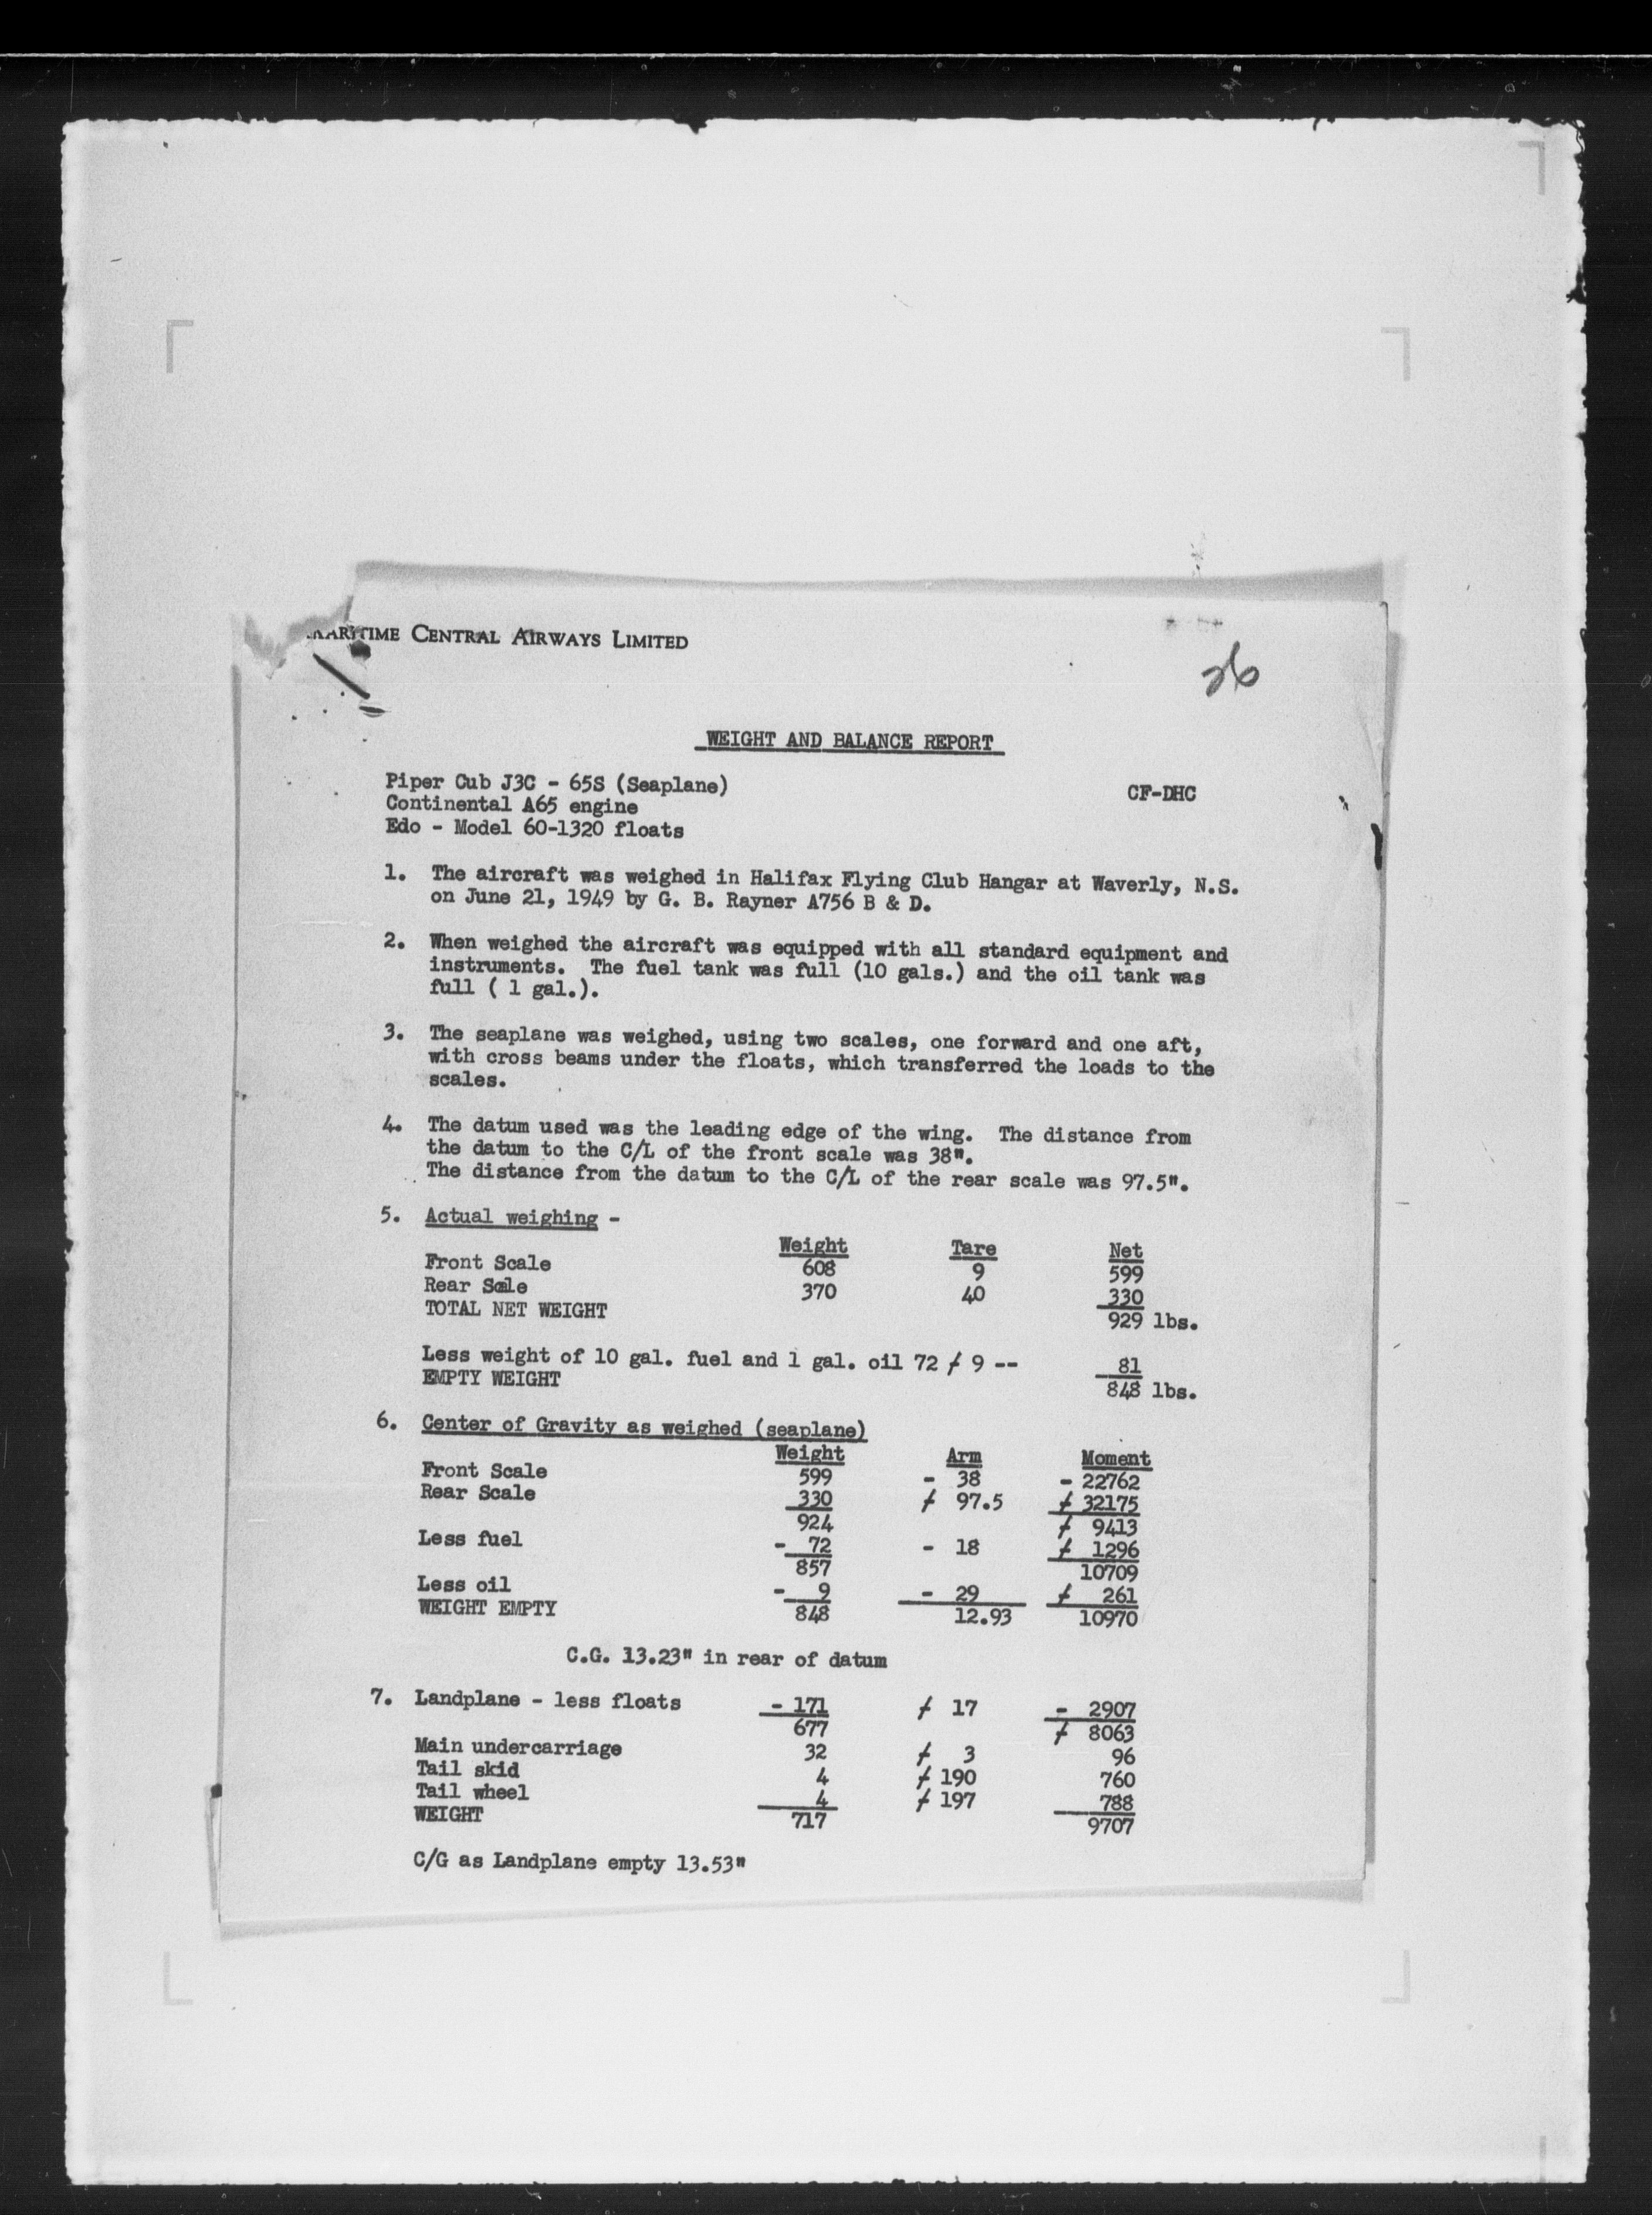 MARITIME CENTRAL AIRWAYS LIMITED
26
WEIGHT AND BALANCE REPORT
Piper Cub J3C - 65S (Seaplane) CF-DHC
Continental A65 engine
Edo - Model 60-1320 floats
1. The aircraft was weighed in Halifax Flying Club Hangar at Waverly, N.S.
on June 21, 1949 by G. B. Rayner A756 B & D.
2. When weighed the aircraft was equipped with all standard equipment and
instruments. The fuel tank was full (10 gals.) and the oil tank was
full ( 1 gal.).
3. The seaplane was weighed, using two scales, one forward and one aft,
with cross beams under the floats, which transferred the loads to the
scales.
4. The datum used was the leading edge of the wing. The distance from
the datum to the C/L of the front scale was 38".
The distance from the datum to the C/L of the rear scale was 97.5".
5. Actual weighing -
Weight Tare Net
Front Scale 608 9 599
Rear Scale 370 40 330
TOTAL NET WEIGHT 929 lbs.
Less weight of 10 gal. fuel and 1 gal. oil 72 ≠ 9 -- 81
EMPTY WEIGHT 848 lbs.
6. Center of Gravity as weighed (seaplane)
Weight Arm Moment
Front Scale 599 - 38 - 22762
Rear Scale 330 ≠ 97.5 ≠ 32175
924 ≠ 9413
Less fuel - 72 - 18 ≠ 1296
857 10709
Less oil - 9 - 29 ≠ 261
WEIGHT EMPTY 848 12.93 10970
C.G. 13.23" in rear of datum
7. Landplane - less floats - 171 ≠ 17 - 2907
677 ≠ 8063
Main undercarriage 32 ≠ 3 96
Tail skid 4 ≠ 190 760
Tail wheel 4 ≠ 197 788
WEIGHT 717 9707
C/G as Landplane empty 13.53"